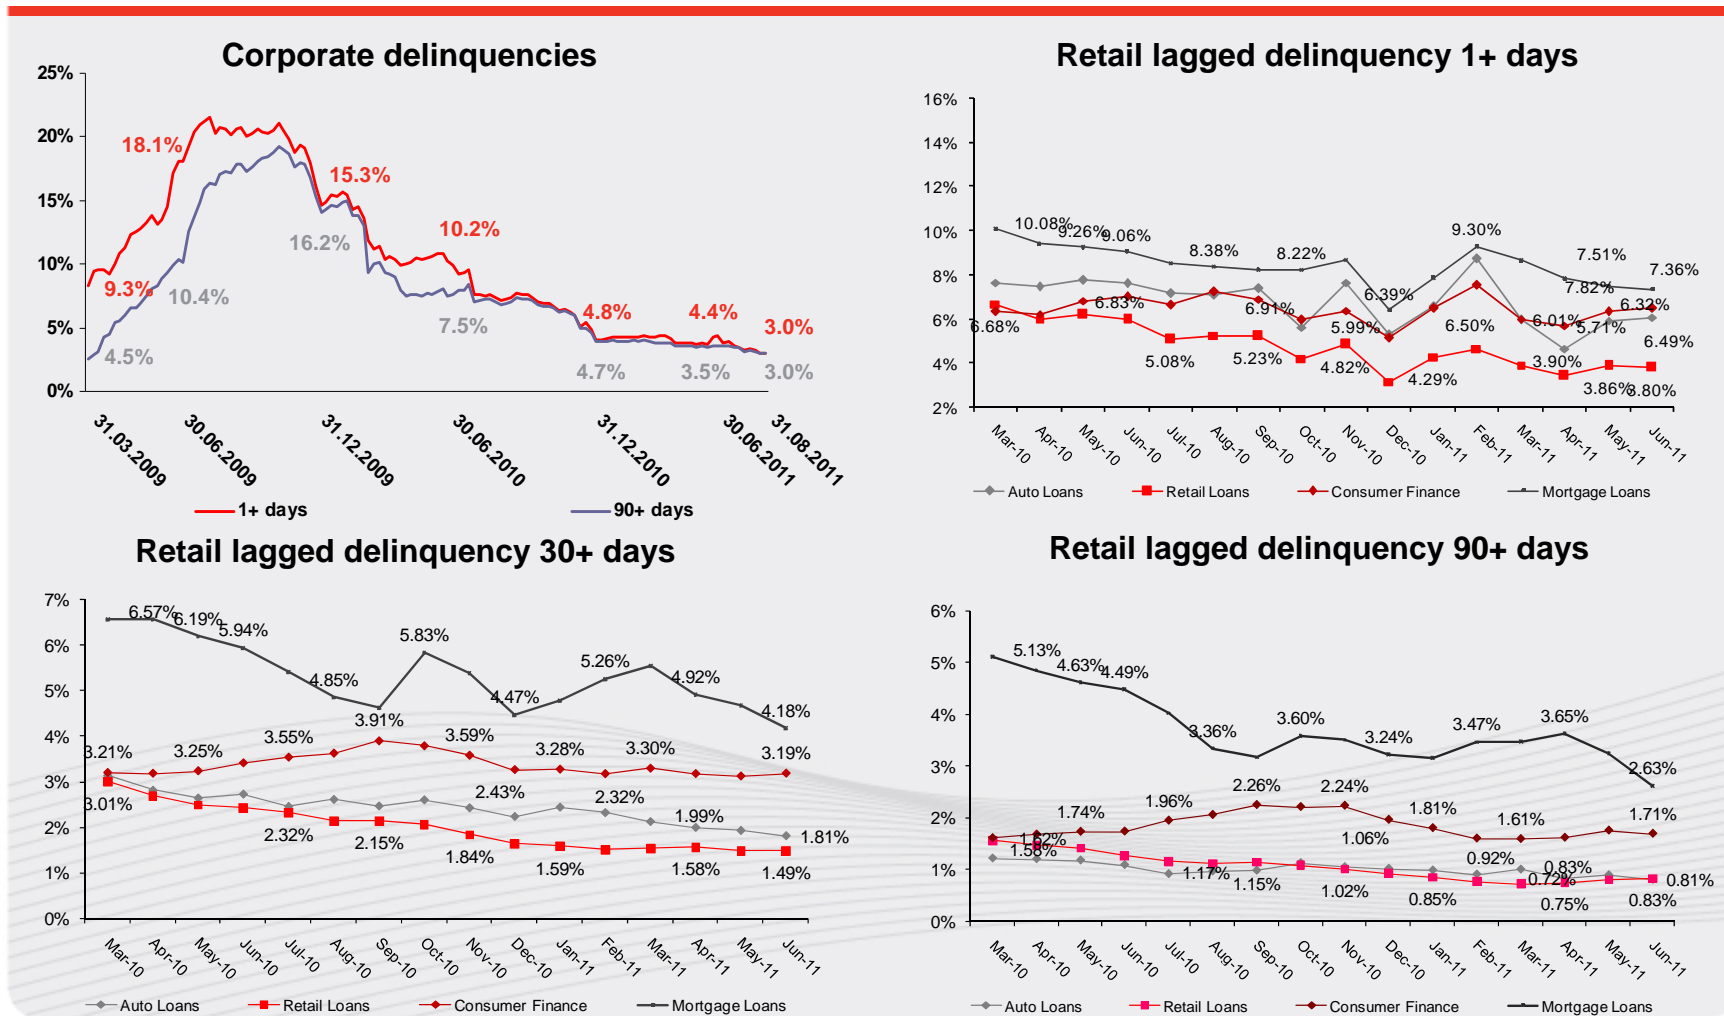 Corporate delinquencies
25%
20%
15%
10%
5%
0%
18.1%
15.3%
10.2%
9.3%
4.8%
4.4%
3.0%
16.2%
10.4%
7.5%
4.5%
4.7%
3.5%
3.0%
31.03.2009
30.06.2009
31.12.2009
30.06.2010
31.12.2010
30.06.2011
31.08.2011
1+ days
90+ days
Retail lagged delinquency 1+ days
16%
14%
12%
10%
8%
6%
4%
2%
10.08%
9.26%
9.06%
8.38%
8.22%
9.30%
7.51%
7.36%
6.39%
7.82%
6.32%
6.68%
6.83%
6.91%
5.99%
6.50%
6.01%
5.71%
6.49%
5.08%
5.23%
4.82%
4.29%
3.90%
3.86%
3.80%
Mar-10
Apr-10
May-10
Jun-10
Jul-10
Aug-10
Sep-10
Oct-10
Nov-10
Dec-10
Jan-11
Feb-11
Mar-11
Apr-11
May-11
Jun-11
Auto Loans
Retail Loans
Consumer Finance
Mortgage Loans
Retail lagged delinquency 30+ days
7%
6%
5%
4%
3%
2%
1%
0%
6.57%
6.19%
5.94%
4.85%
5.83%
4.47%
5.26%
4.92%
4.18%
3.21%
3.25%
3.55%
3.91%
3.59%
3.28%
3.30%
3.19%
3.01%
2.43%
2.32%
1.99%
1.81%
2.32%
2.15%
1.84%
1.59%
1.58%
1.49%
Mar-10
Apr-10
May-10
Jun-10
Jul-10
Aug-10
Sep-10
Oct-10
Nov-10
Dec-10
Jan-11
Feb-11
Mar-11
Apr-11
May-11
Jun-11
Auto Loans
Retail Loans
Consumer Finance
Mortgage Loans
Retail lagged delinquency 90+ days
6%
5%
4%
3%
2%
1%
0%
5.13%
4.63%
4.49%
3.36%
3.60%
3.24%
3.47%
3.65%
2.63%
1.62%
1.74%
1.96%
2.26%
2.24%
1.81%
1.61%
1.71%
1.58%
1.17%
1.06%
0.92%
0.83%
0.81%
1.15%
1.02%
0.85%
0.72%
0.75%
0.83%
Mar-10
Apr-10
May-10
Jun-10
Jul-10
Aug-10
Sep-10
Oct-10
Nov-10
Dec-10
Jan-11
Feb-11
Mar-11
Apr-11
May-11
Jun-11
Auto Loans
Retail Loans
Consumer Finance
Mortgage Loans